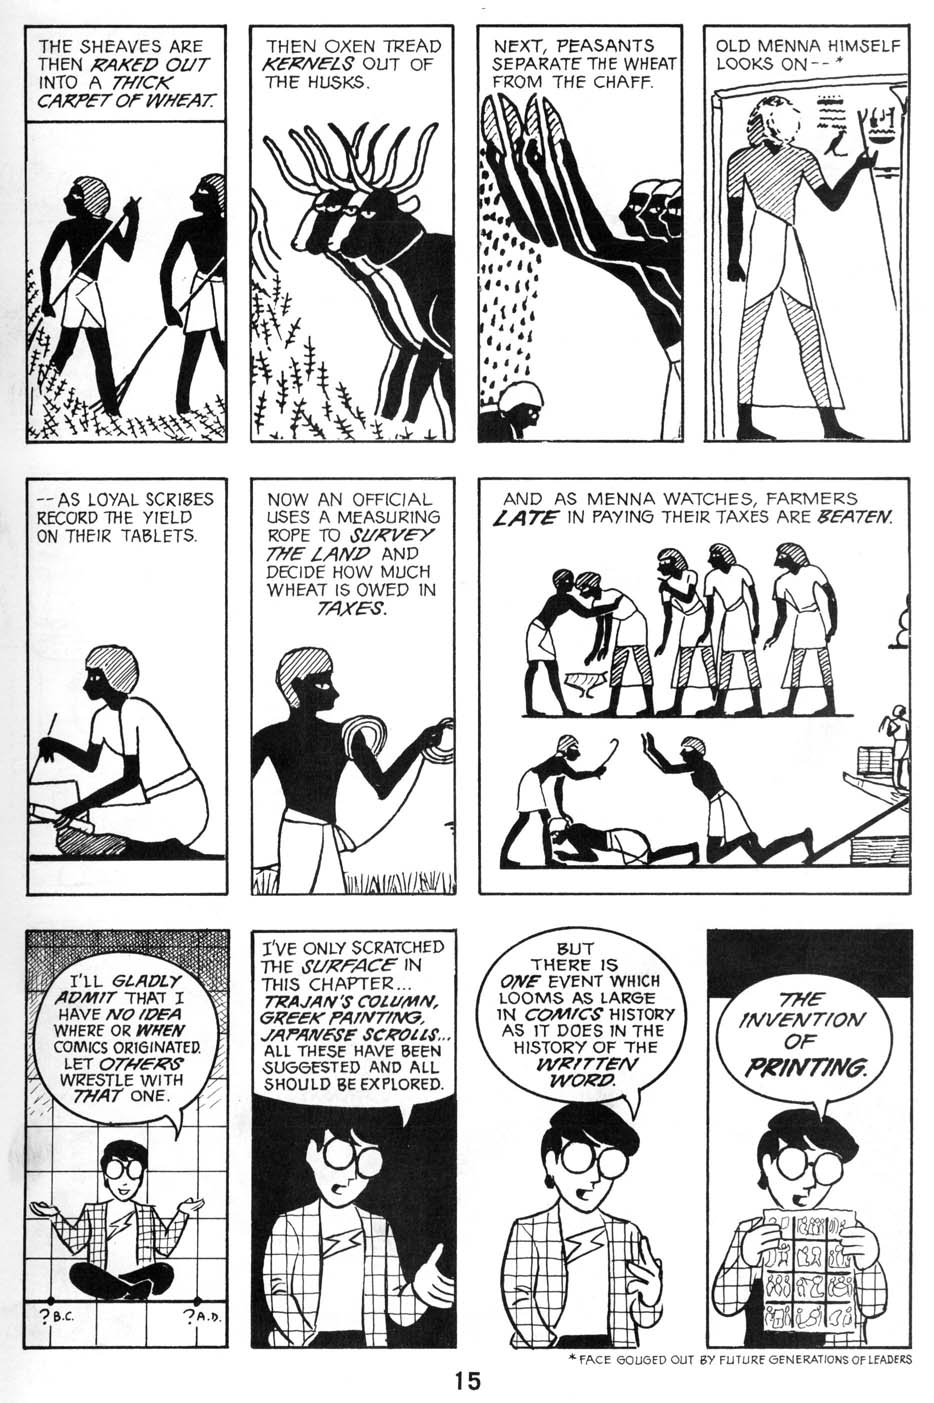 THE SHEAVES ARE
THEN RAKED OUT
INTO A THICK
CARPET OF WHEAT.
THEN OXEN TREAD
KERNELS OUT OF
THE HUSKS.
NEXT, PEASANTS
SEPARATE THE WHEAT
FROM THE CHAFF.
OLD MENNA HIMSELF
LOOKS ON--*
--AS LOYAL SCRIBES
RECORD THE YIELD
ON THEIR TABLETS.
NOW AN OFFICIAL
USES A MEASURING
ROPE TO SURVEY
THE LAND AND
DECIDE HOW MUCH
WHEAT IS OWED IN
TAXES.
AND AS MENNA WATCHES, FARMERS
LATE IN PAYING THEIR TAXES ARE BEATEN.
I'LL GLADLY
ADMIT THAT I
HAVE NO IDEA
WHERE OR WHEN
COMICS ORIGINATED.
LET OTHERS
WRESTLE WITH
THAT ONE.
? B.C.
? A.D.
I'VE ONLY SCRATCHED
THE SURFACE IN
THIS CHAPTER...
TRAJAN'S COLUMN,
GREEK PAINTING,
JAPANESE SCROLLS...
ALL THESE HAVE BEEN
SUGGESTED AND ALL
SHOULD BE EXPLORED.
BUT
THERE IS
ONE EVENT WHICH
LOOMS AS LARGE
IN COMICS HISTORY
AS IT DOES IN THE
HISTORY OF THE
WRITTEN
WORD.
THE
INVENTION
OF
PRINTING.
* FACE GOUGED OUT BY FUTURE GENERATIONS OF LEADERS
15